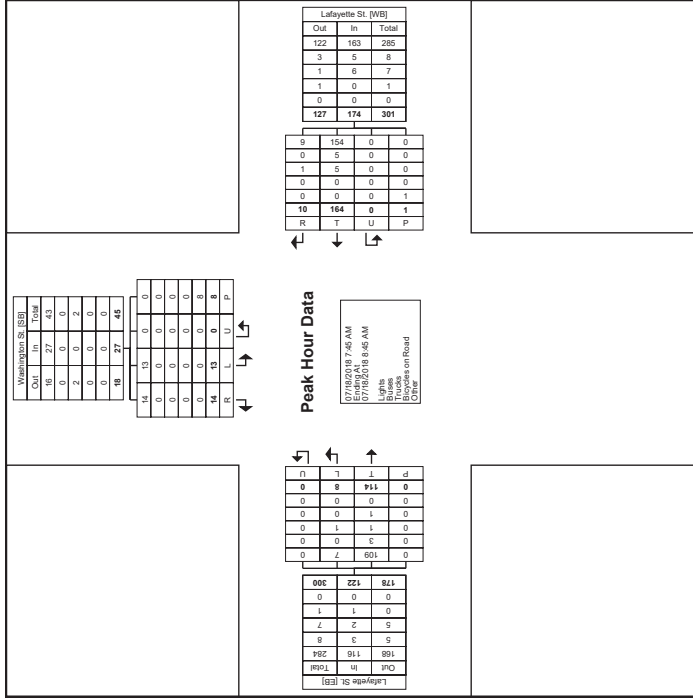 Lafayette St. [WB]
Out In Total
122 163 285
3 5 8
1 6 7
1 0 1
0 0 0
127 174 301
9 154 0 0
0 5 0 0
1 5 0 0
0 0 0 0
0 0 0 1
10 164 0 1
R T U P
Washington St. [SB]
Out In Total
16 27 43
0 0 0
2 0 2
0 0 0
0 0 0
18 27 45
14 13 0 0
0 0 0 0
0 0 0 0
0 0 0 0
0 0 0 8
14 13 0 8
R L U P
Peak Hour Data
07/18/2018 7:45 AM
Ending At
07/18/2018 8:45 AM
Lights
Buses
Trucks
Bicycles on Road
Other
Lafayette St. [EB]
Out In Total
168 116 284
5 3 8
5 2 7
0 1 1
0 0 0
178 122 300
0 109 7 0
0 3 0 0
0 1 1 0
0 1 0 0
0 0 0 0
0 114 8 0
P T L U